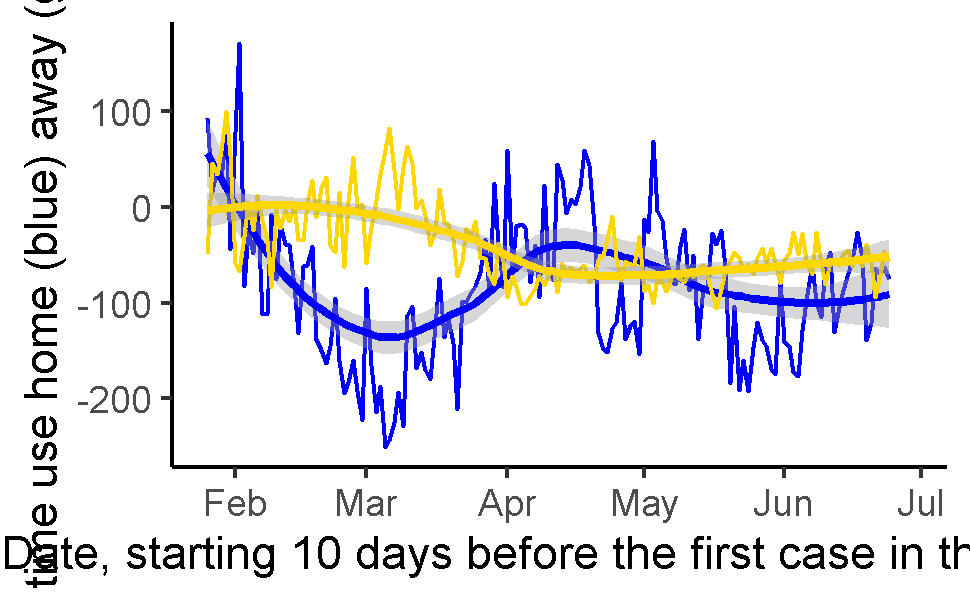 time use home (blue) away (
100
0
-100
-200
Feb Mar Apr May Jun Jul
Date, starting 10 days before the first case in th